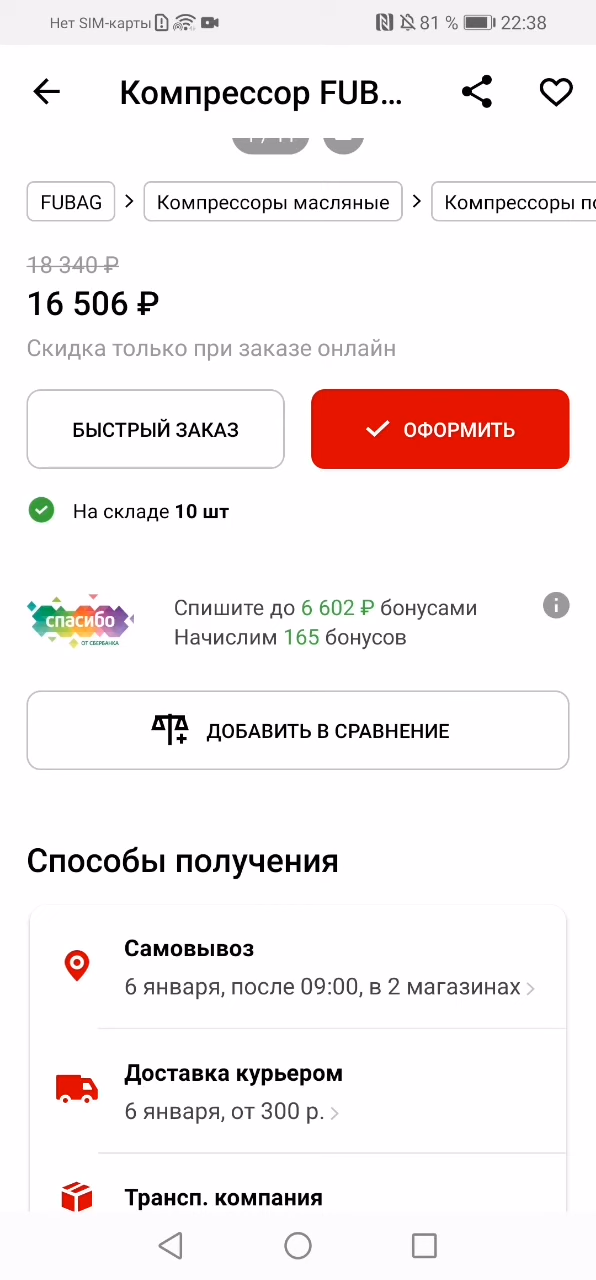 Нет SIM-карты
81 %
22:38
Компрессор FUB...
FUBAG
Компрессоры масляные
Компрессоры
18 340 ₽
16 506 ₽
Скидка только при заказе онлайн
БЫСТРЫЙ ЗАКАЗ
ОФОРМИТЬ
На складе 10 шт
спасибо
ОТ СБЕРБАНКА
Спишите до 6 602 ₽ бонусами
Начислим 165 бонусов
ДОБАВИТЬ В СРАВНЕНИЕ
Способы получения
Самовывоз
6 января, после 09:00, в 2 магазинах
Доставка курьером
6 января, от 300 р.
Трансп. компания